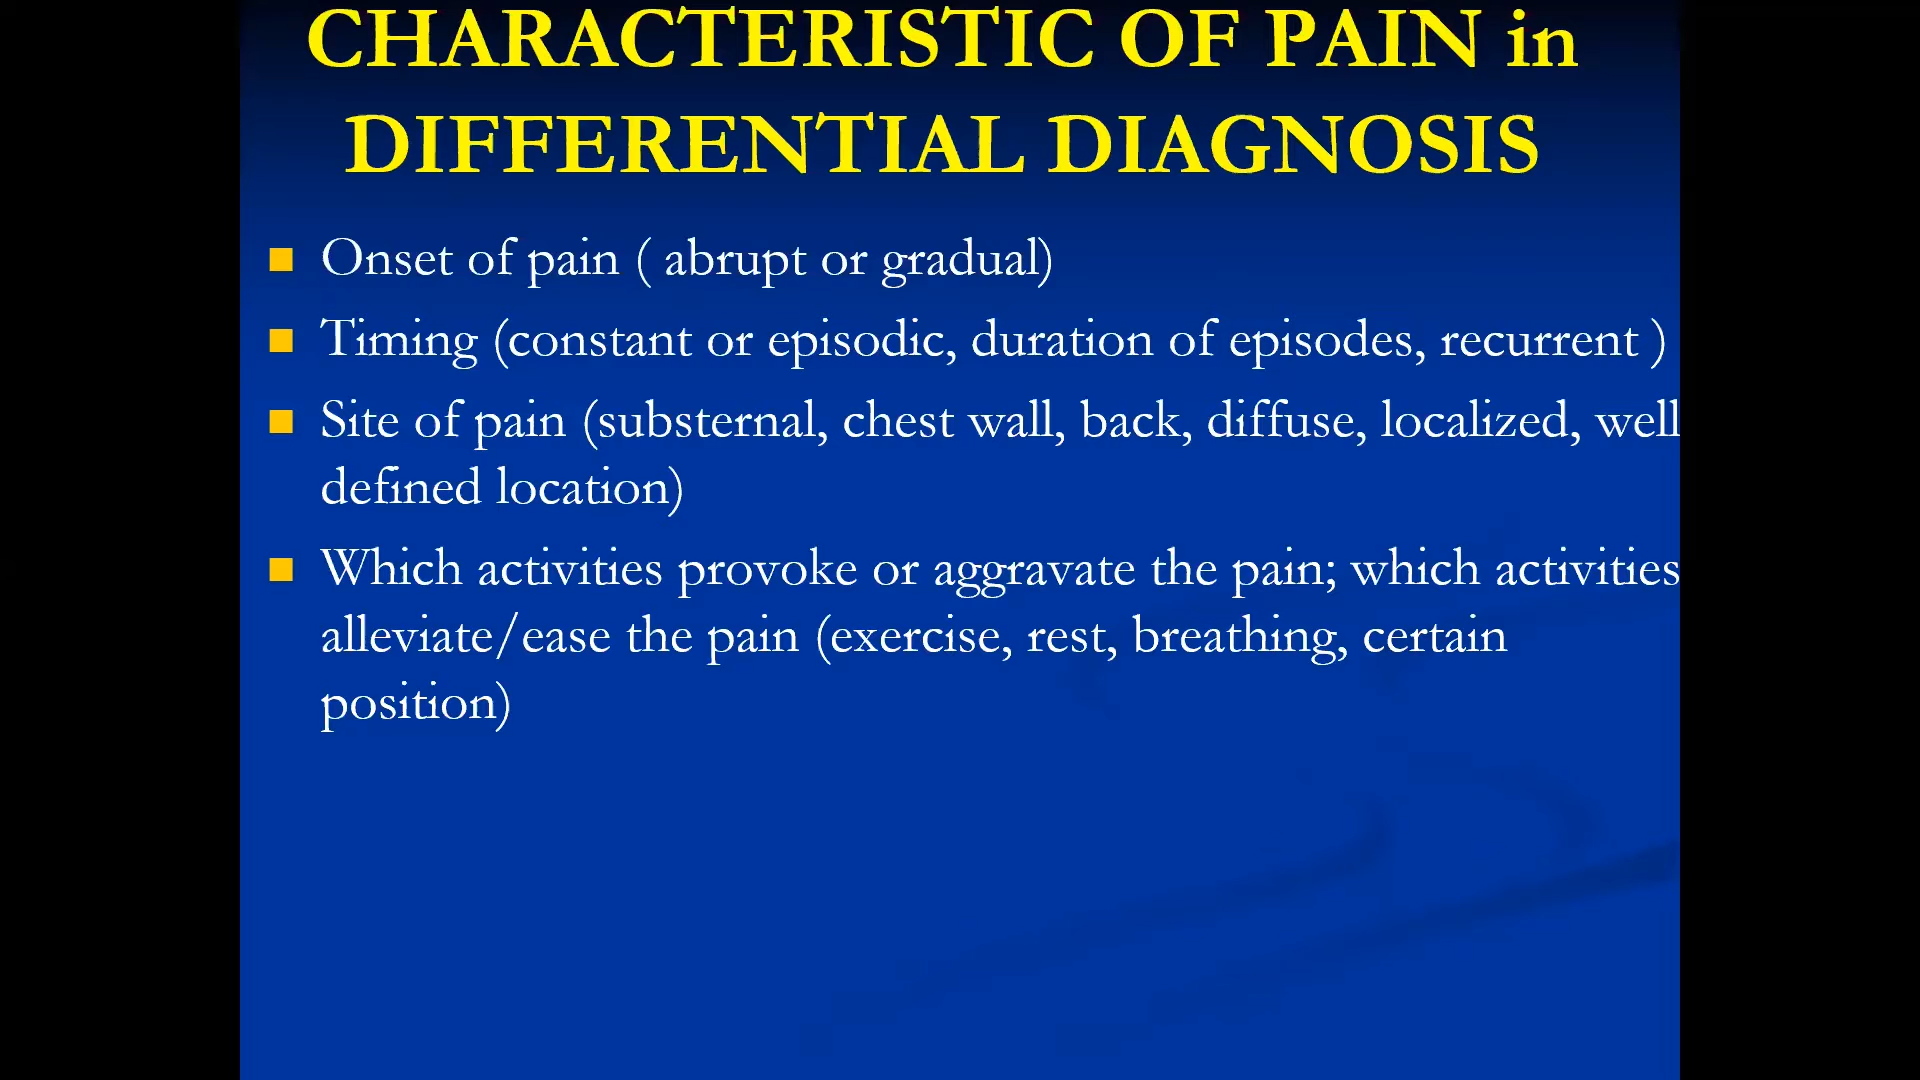 CHARACTERISTIC OF PAIN in
DIFFERENTIAL DIAGNOSIS
Onset of pain ( abrupt or gradual)
Timing (constant or episodic, duration of episodes, recurrent )
Site of pain (substernal, chest wall, back, diffuse, localized, well
defined location)
Which activities provoke or aggravate the pain; which activities
alleviate/ease the pain (exercise, rest, breathing, certain
position)